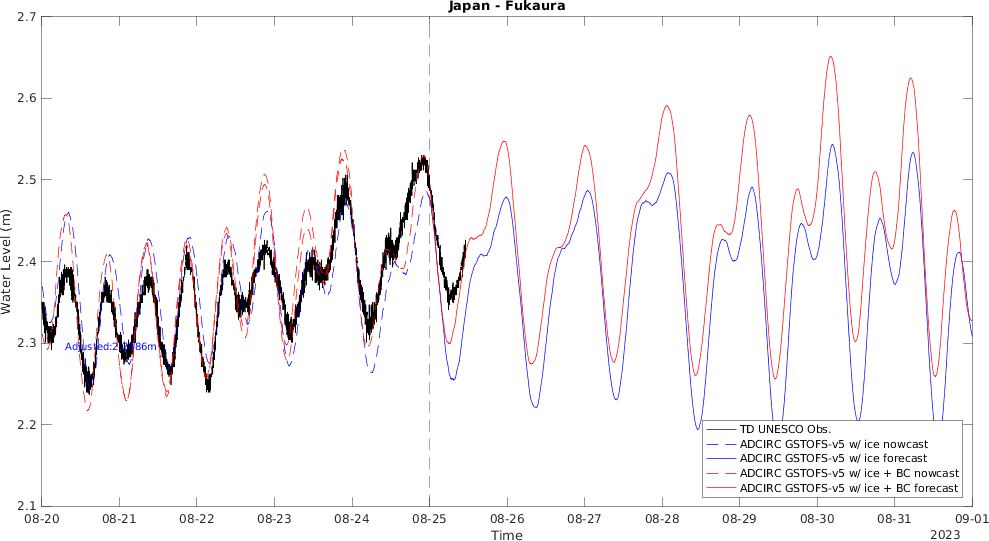 Japan - Fukaura
2.7
2.6
2.5
2.4
2.3
2.2
2.1
Water Level (m)
08-20 08-21 08-22 08-23 08-24 08-25 08-26 08-27 08-28 08-29 08-30 08-31 09-01
Time
2023
TD UNESCO Obs.
ADCIRC GSTOFS-v5 w/ ice nowcast
ADCIRC GSTOFS-v5 w/ ice forecast
ADCIRC GSTOFS-v5 w/ ice + BC nowcast
ADCIRC GSTOFS-v5 w/ ice + BC forecast